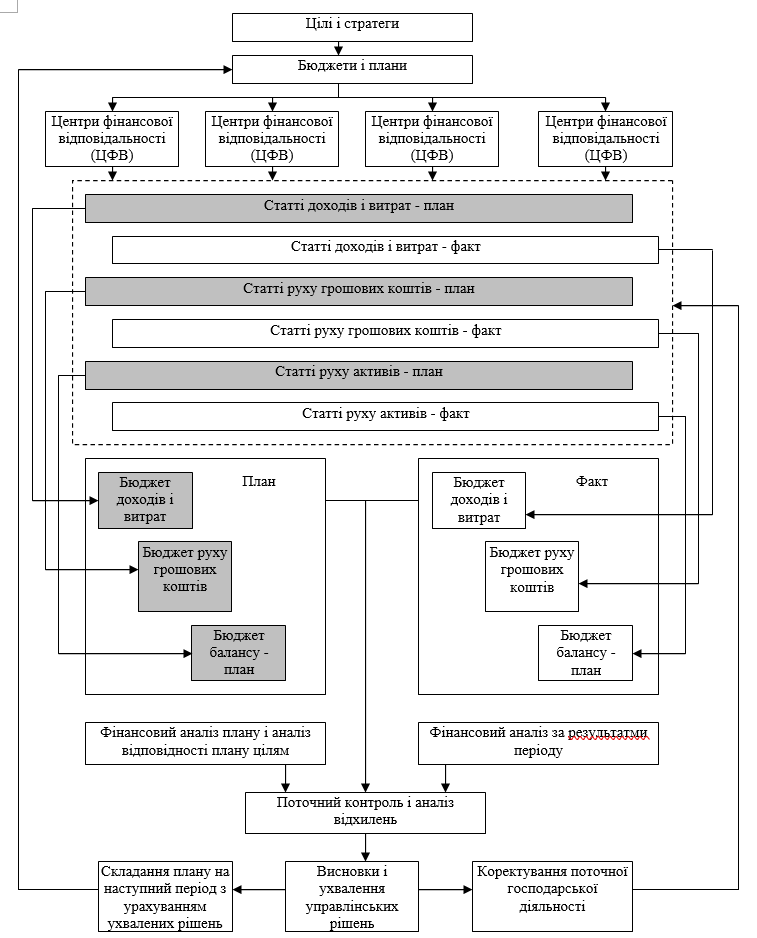 Цілі і стратеги
Бюджети і плани
Центри фінансової
відповідальності
(ЦФВ)
Центри фінансової
відповідальності
(ЦФВ)
Центри фінансової
відповідальності
(ЦФВ)
Центри фінансової
відповідальності
(ЦФВ)
Статті доходів і витрат - план
Статті доходів і витрат - факт
Статті руху грошових коштів - план
Статті руху грошових коштів - факт
Статті руху активів - план
Статті руху активів - факт
План
Бюджет
доходів і
витрат
Бюджет руху
грошових
коштів
Бюджет
балансу -
план
Факт
Бюджет
доходів і
витрат
Бюджет руху
грошових
коштів
Бюджет
балансу -
план
Фінансовий аналіз плану і аналіз
відповідності плану цілям
Фінансовий аналіз за результатми
періоду
Поточний контроль і аналіз
відхилень
Складання плану на
наступний період з
урахуванням
ухвалених рішень
Висновки і
ухвалення
управлінських
рішень
Коректування поточної
господарської
діяльності